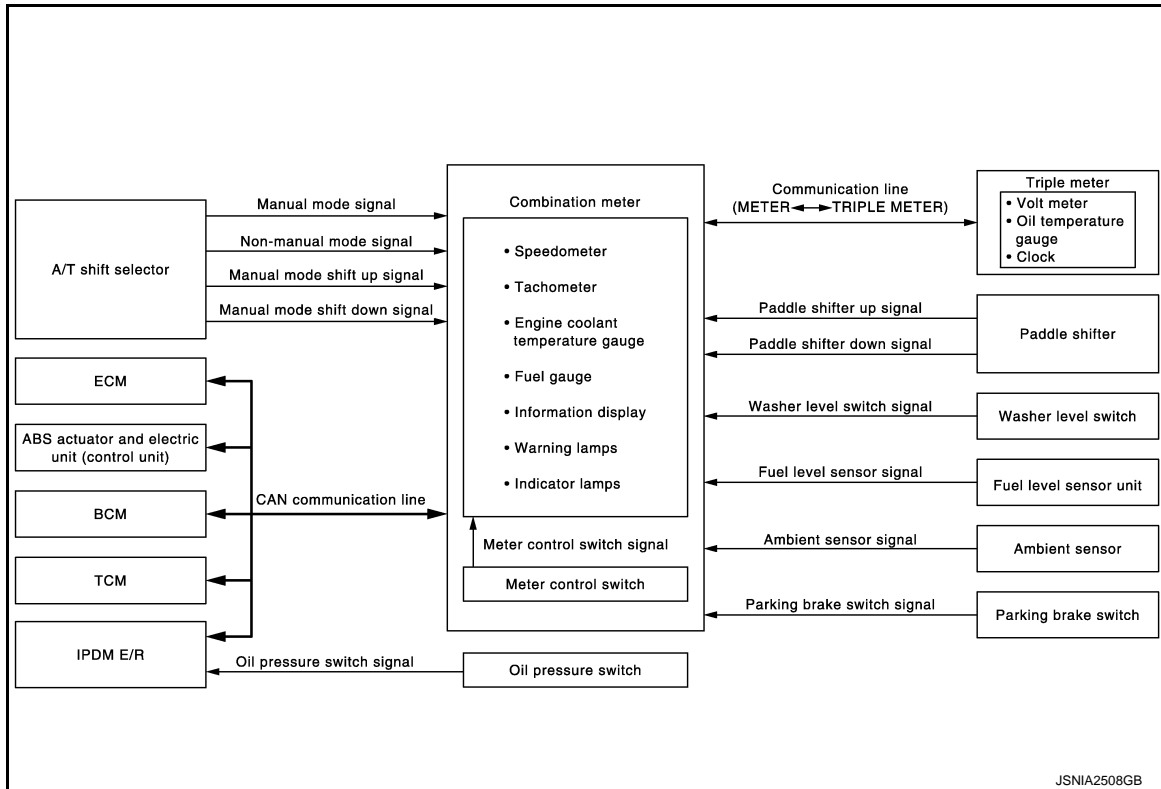 A/T shift selector
Manual mode signal
Non-manual mode signal
Manual mode shift up signal
Manual mode shift down signal
ECM
ABS actuator and electric
unit (control unit)
BCM
TCM
IPDM E/R
CAN communication line
Oil pressure switch signal
Oil pressure switch
Combination meter
• Speedometer
• Tachometer
• Engine coolant
temperature gauge
• Fuel gauge
• Information display
• Warning lamps
• Indicator lamps
Meter control switch signal
Meter control switch
Communication line
(METER◄─►TRIPLE METER)
Triple meter
• Volt meter
• Oil temperature
gauge
• Clock
Paddle shifter up signal
Paddle shifter down signal
Paddle shifter
Washer level switch signal
Washer level switch
Fuel level sensor signal
Fuel level sensor unit
Ambient sensor signal
Ambient sensor
Parking brake switch signal
Parking brake switch
JSNIA2508GB